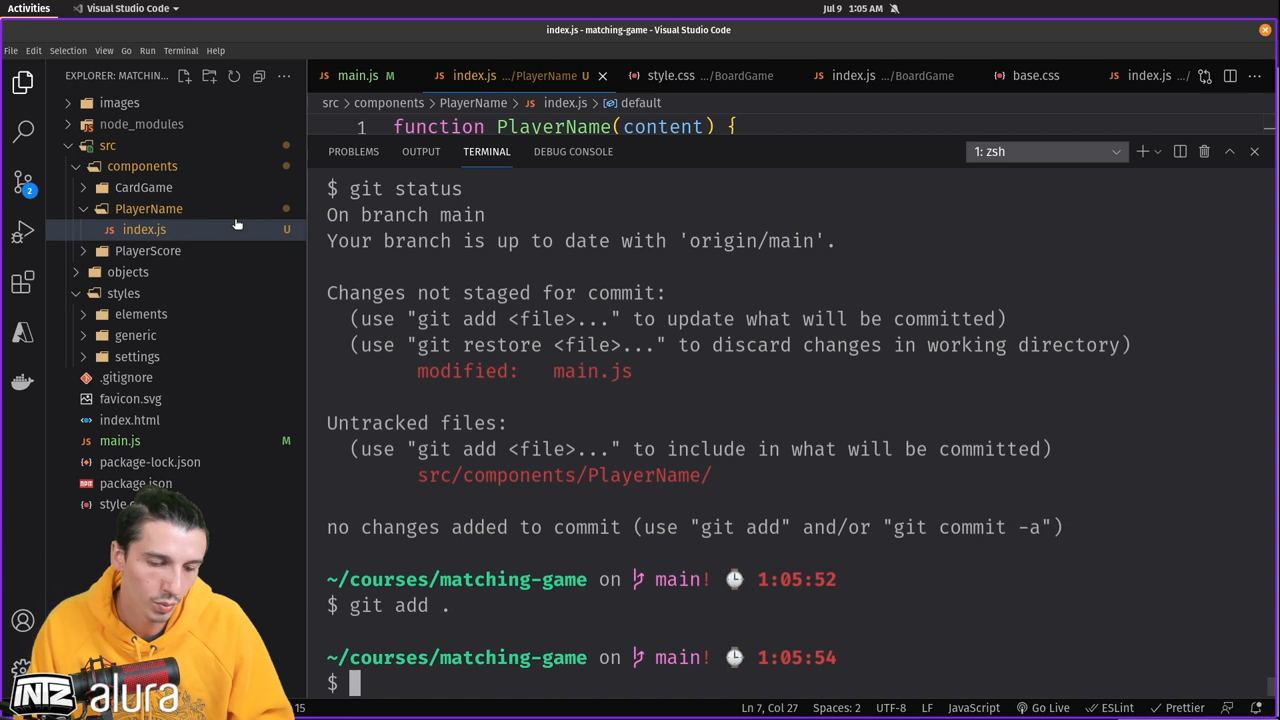 Activities
Visual Studio Code
Jul 9 1:05 AM
index.js - matching-game - Visual Studio Code
File Edit Selection View Go Run Terminal Help
EXPLORER: MATCHIN...
main.js M
index.js .../PlayerName U
style.css .../BoardGame
index.js .../BoardGame
base.css
index.js .../
images
node_modules
src
components
CardGame
PlayerName
index.js U
PlayerScore
objects
styles
elements
generic
settings
.gitignore
favicon.svg
index.html
main.js M
package-lock.json
package.json
style
2
src > components > PlayerName > index.js > default
1 function PlayerName(content) {
PROBLEMS OUTPUT TERMINAL DEBUG CONSOLE
1: zsh
$ git status
On branch main
Your branch is up to date with 'origin/main'.
Changes not staged for commit:
(use "git add <file>..." to update what will be committed)
(use "git restore <file>..." to discard changes in working directory)
modified: main.js
Untracked files:
(use "git add <file>..." to include in what will be committed)
src/components/PlayerName/
no changes added to commit (use "git add" and/or "git commit -a")
~/courses/matching-game on main! 1:05:52
$ git add .
~/courses/matching-game on main! 1:05:54
$
INTZ alura
15
Ln 7, Col 27 Spaces: 2 UTF-8 LF JavaScript Go Live ESLint Prettier